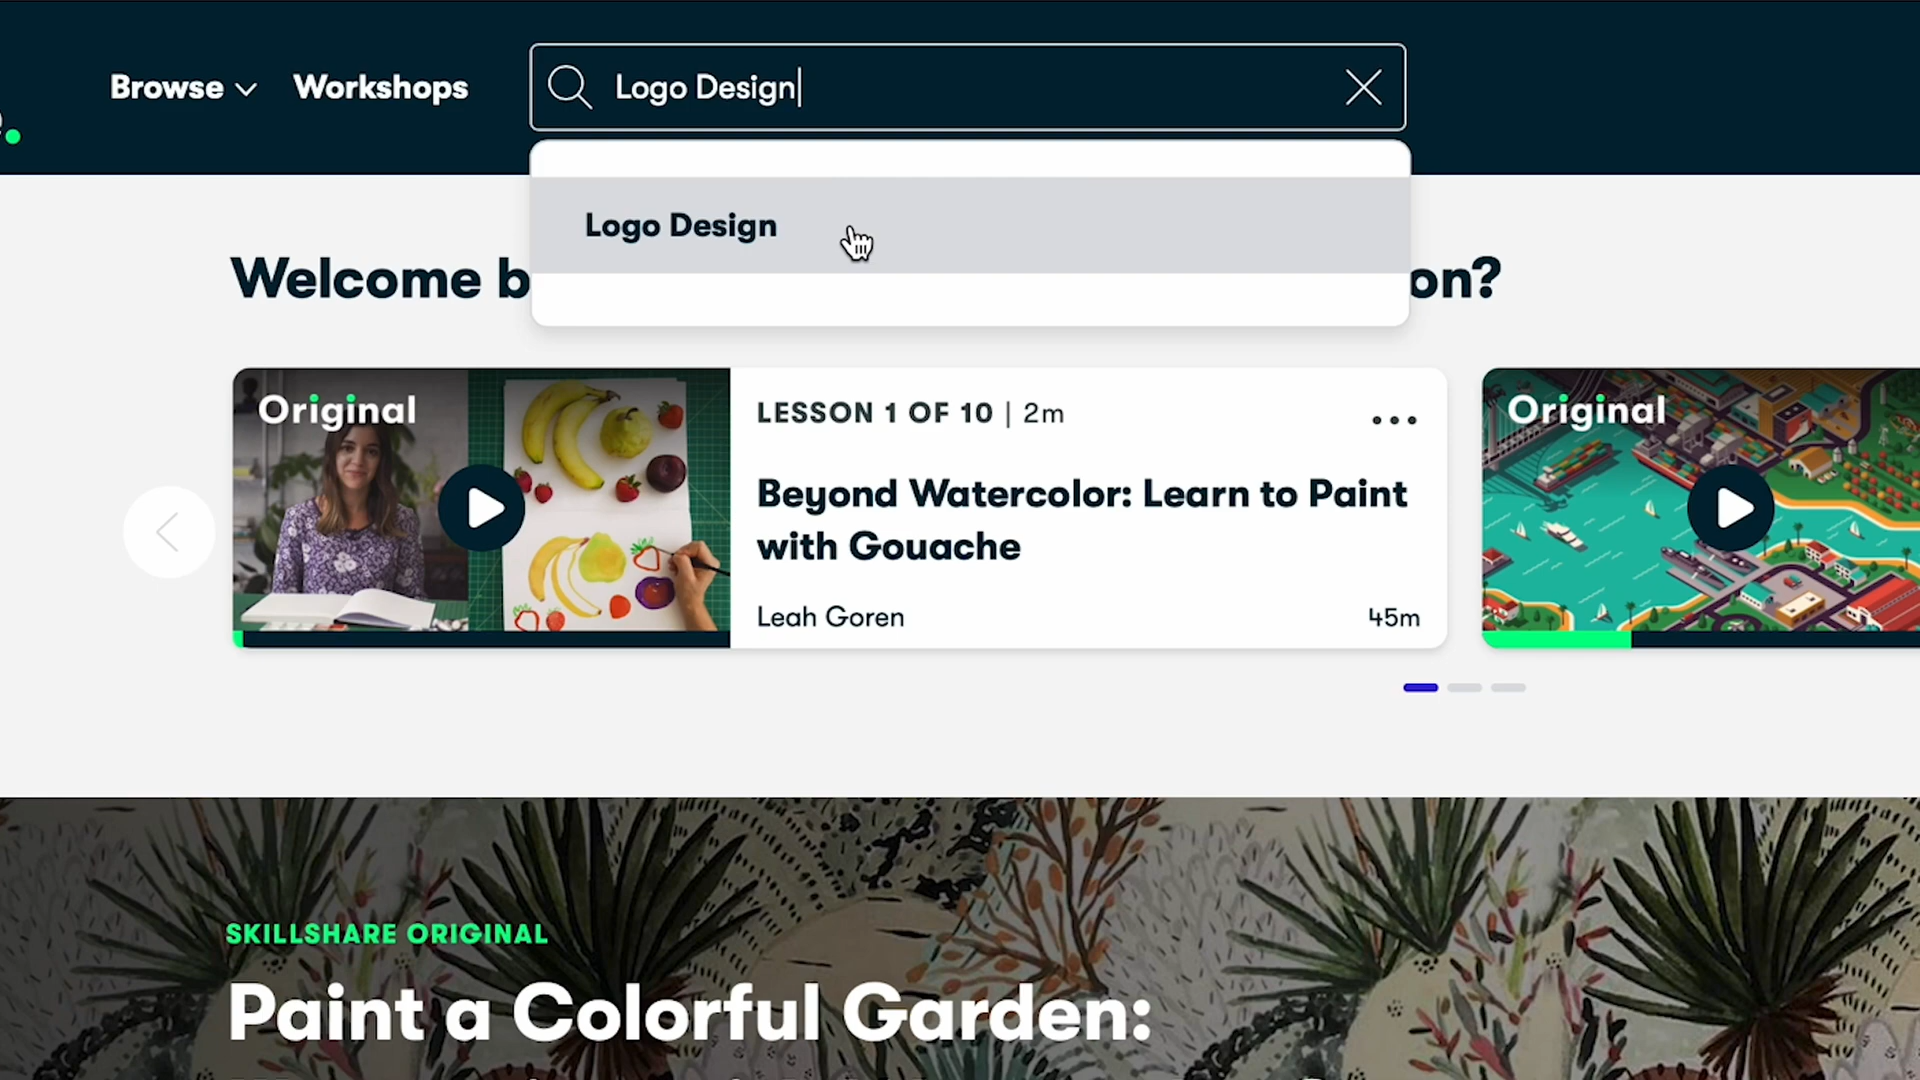 Browse
Workshops
Logo Design
Logo Design
Welcome b
on?
Original
LESSON 1 OF 10 | 2m
Beyond Watercolor: Learn to Paint
with Gouache
Leah Goren
45m
Original
SKILLSHARE ORIGINAL
Paint a Colorful Garden: